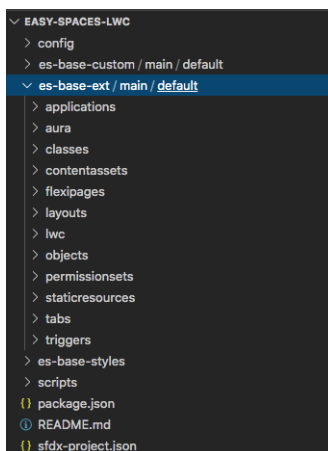 EASY-SPACES-LWC
config
es-base-custom / main / default
es-base-ext / main / default
applications
aura
classes
contentassets
flexipages
layouts
lwc
objects
permissionsets
staticresources
tabs
triggers
es-base-styles
scripts
{} package.json
README.md
{} sfdx-project.json